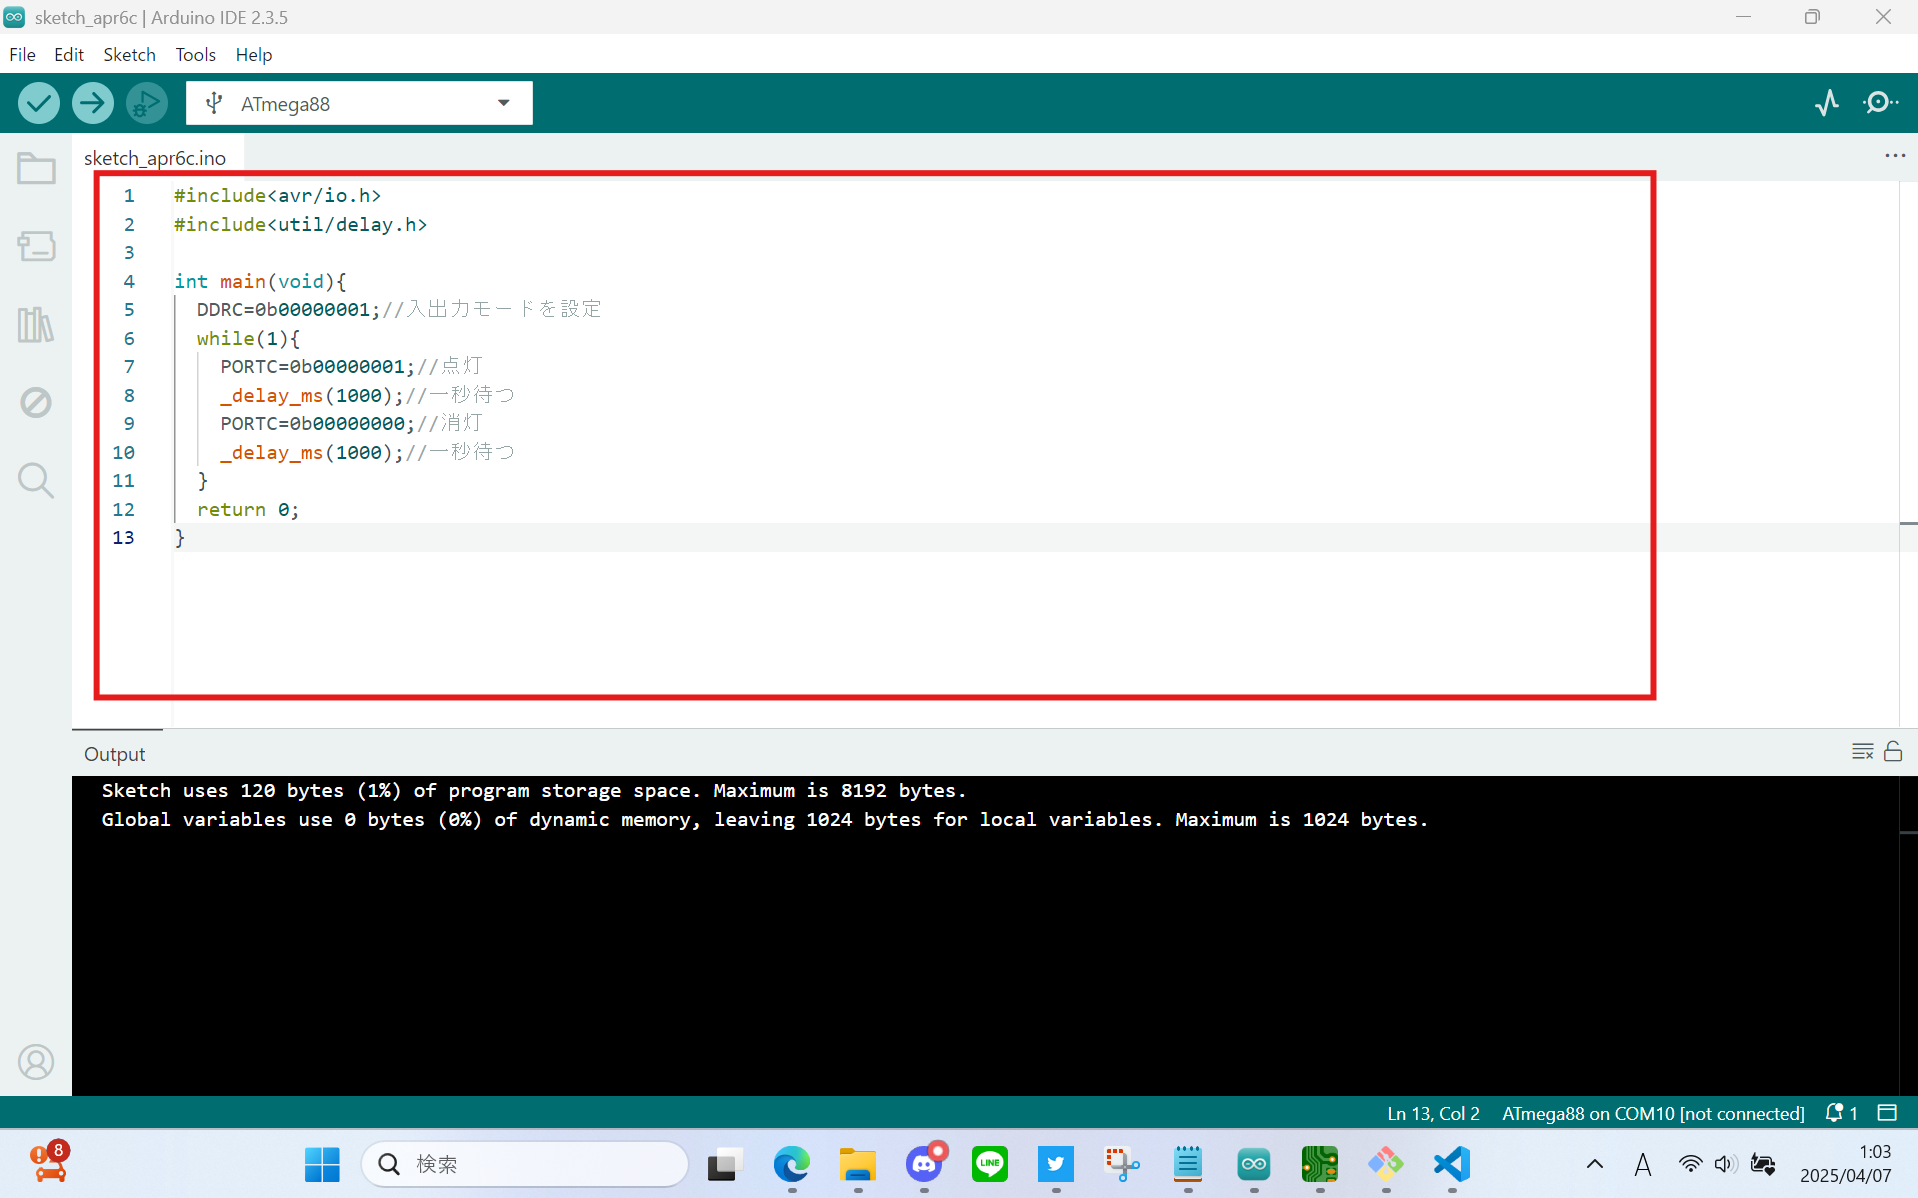 sketch_apr6c | Arduino IDE 2.3.5
File Edit Sketch Tools Help
ATmega88
sketch_apr6c.ino
1 #include<avr/io.h>
2 #include<util/delay.h>
3
4 int main(void){
5 DDRC=0b00000001;//入出力モードを設定
6 while(1){
7 PORTC=0b00000001;//点灯
8 _delay_ms(1000);//一秒待つ
9 PORTC=0b00000000;//消灯
10 _delay_ms(1000);//一秒待つ
11 }
12 return 0;
13 }
Output
Sketch uses 120 bytes (1%) of program storage space. Maximum is 8192 bytes.
Global variables use 0 bytes (0%) of dynamic memory, leaving 1024 bytes for local variables. Maximum is 1024 bytes.
Ln 13, Col 2 ATmega88 on COM10 [not connected] 1
8
検索
LINE
A
1:03
2025/04/07